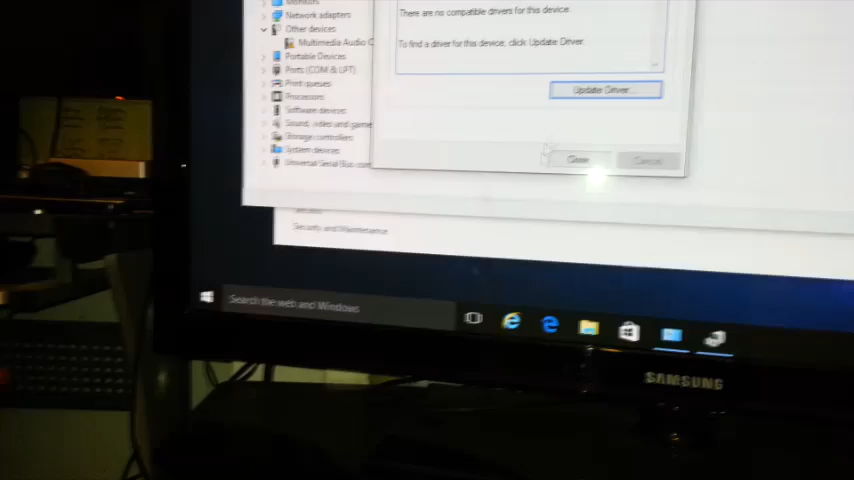 Monitors
Network adapters
Other devices
Multimedia Audio C
Portable Devices
Ports (COM & LPT)
Print queues
Processors
Software devices
Sound, video and game
Storage controllers
System devices
Universal Serial Bus con
There are no compatible drivers for this device.
To find a driver for this device, click Update Driver.
Update Driver...
Close
Cancel
Security and Maintenance
Search the web and Windows
SAMSUNG